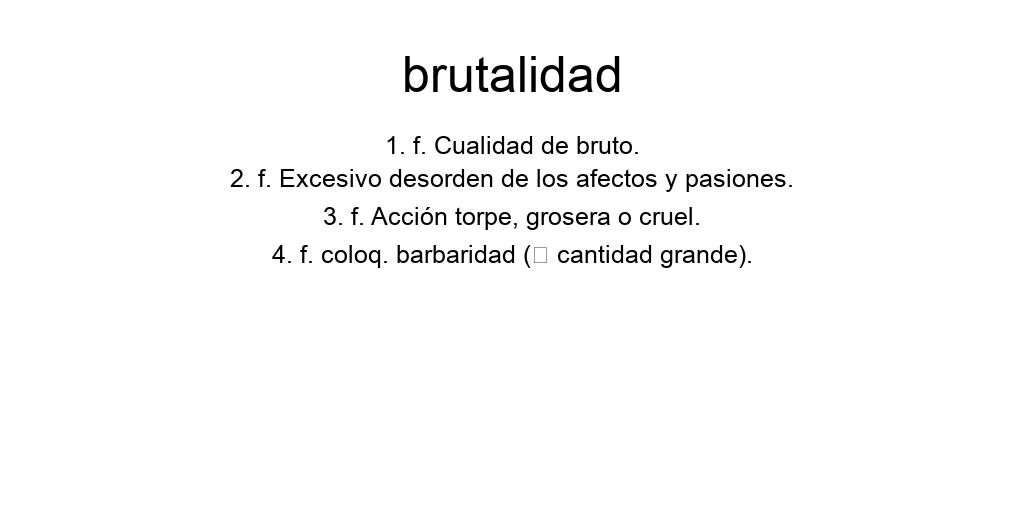 brutalidad
1. f. Cualidad de bruto.
2. f. Excesivo desorden de los afectos y pasiones.
3. f. Acción torpe, grosera o cruel.
4. f. coloq. barbaridad (□ cantidad grande).